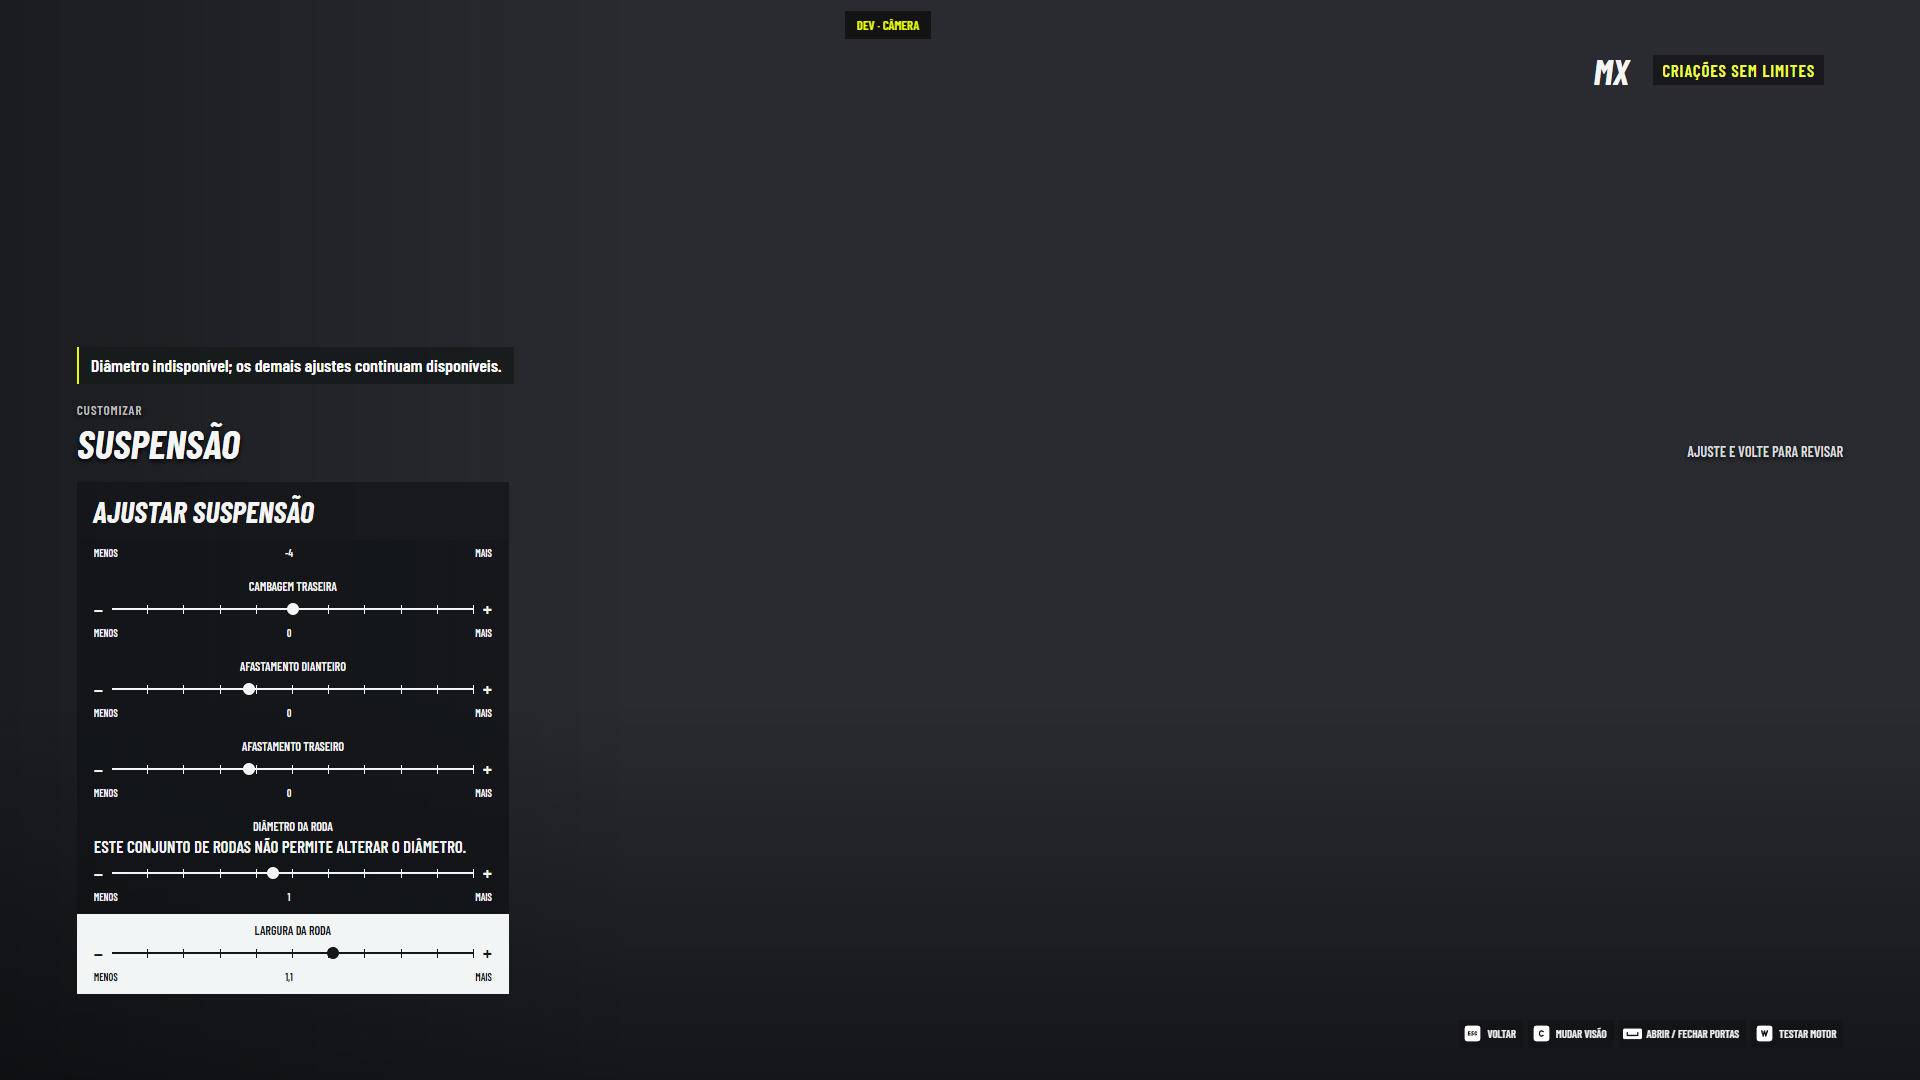 DEV - CÂMERA
MX
CRIAÇÕES SEM LIMITES
Diâmetro indisponível; os demais ajustes continuam disponíveis.
CUSTOMIZAR
SUSPENSÃO
AJUSTE E VOLTE PARA REVISAR
AJUSTAR SUSPENSÃO
MENOS -4 MAIS
CAMBAGEM TRASEIRA
– +
MENOS 0 MAIS
AFASTAMENTO DIANTEIRO
– +
MENOS 0 MAIS
AFASTAMENTO TRASEIRO
– +
MENOS 0 MAIS
DIÂMETRO DA RODA
ESTE CONJUNTO DE RODAS NÃO PERMITE ALTERAR O DIÂMETRO.
– +
MENOS 1 MAIS
LARGURA DA RODA
– +
MENOS 1,1 MAIS
ESC VOLTAR C MUDAR VISÃO ABRIR / FECHAR PORTAS W TESTAR MOTOR